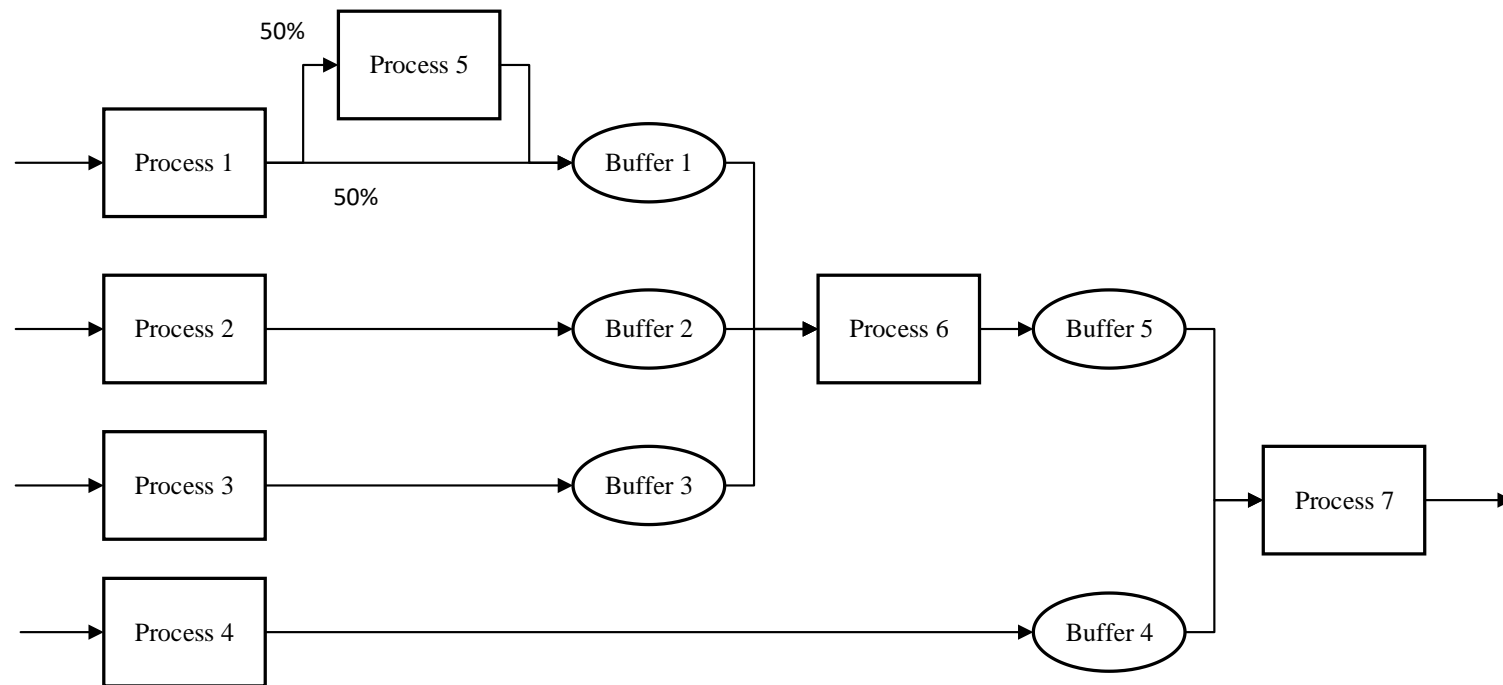 50%
Process 5
Process 1
Buffer 1
50%
Process 2
Buffer 2
Process 6
Buffer 5
Process 3
Buffer 3
Process 7
Process 4
Buffer 4